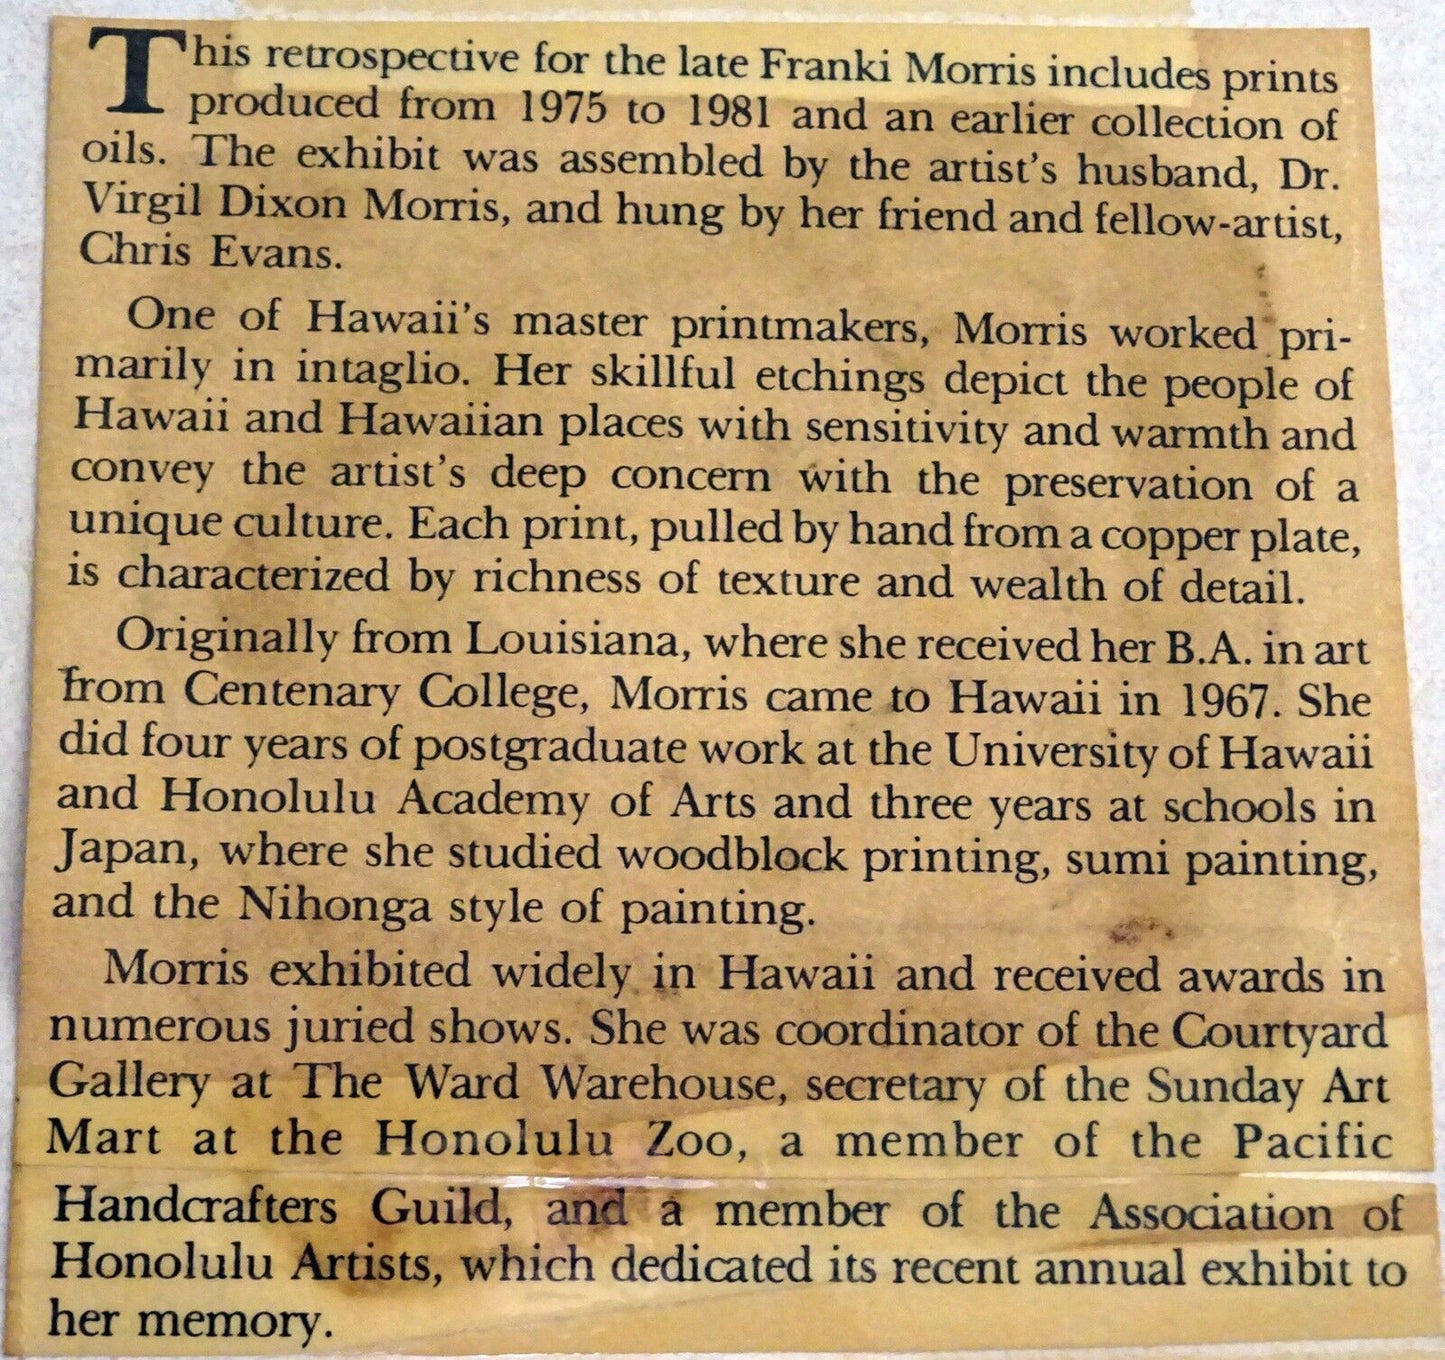 This retrospective for the late Franki Morris includes prints
produced from 1975 to 1981 and an earlier collection of
oils. The exhibit was assembled by the artist's husband, Dr.
Virgil Dixon Morris, and hung by her friend and fellow-artist,
Chris Evans.
One of Hawaii's master printmakers, Morris worked pri-
marily in intaglio. Her skillful etchings depict the people of
Hawaii and Hawaiian places with sensitivity and warmth and
convey the artist's deep concern with the preservation of a
unique culture. Each print, pulled by hand from a copper plate,
is characterized by richness of texture and wealth of detail.
Originally from Louisiana, where she received her B.A. in art
from Centenary College, Morris came to Hawaii in 1967. She
did four years of postgraduate work at the University of Hawaii
and Honolulu Academy of Arts and three years at schools in
Japan, where she studied woodblock printing, sumi painting,
and the Nihonga style of painting.
Morris exhibited widely in Hawaii and received awards in
numerous juried shows. She was coordinator of the Courtyard
Gallery at The Ward Warehouse, secretary of the Sunday Art
Mart at the Honolulu Zoo, a member of the Pacific
Handcrafters Guild, and a member of the Association of
Honolulu Artists, which dedicated its recent annual exhibit to
her memory.